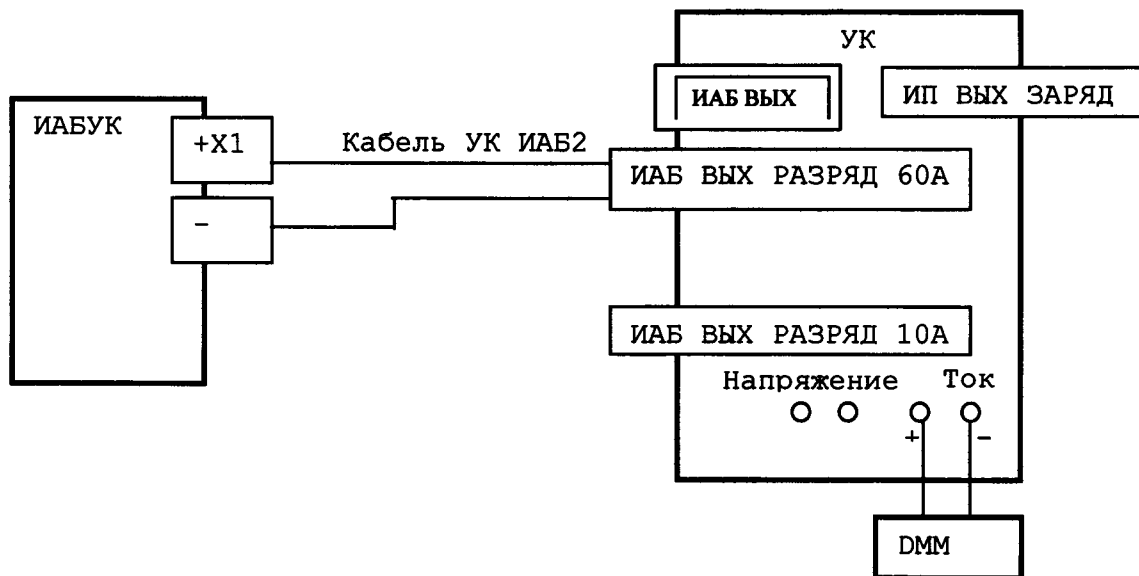 УК
ИАБ ВЫХ
ИП ВЫХ ЗАРЯД
ИАБУК
+X1
Кабель УК ИАБ2
ИАБ ВЫХ РАЗРЯД 60А
-
ИАБ ВЫХ РАЗРЯД 10А
Напряжение Ток
+ -
DMM